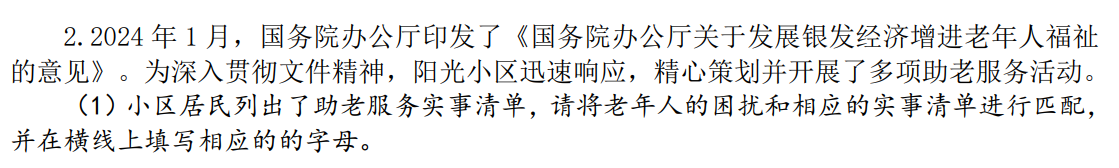 2.2024 年 1 月，国务院办公厅印发了《国务院办公厅关于发展银发经济增进老年人福祉
的意见》。为深入贯彻文件精神，阳光小区迅速响应，精心策划并开展了多项助老服务活动。
（1）小区居民列出了助老服务实事清单，请将老年人的困扰和相应的实事清单进行匹配，
并在横线上填写相应的的字母。